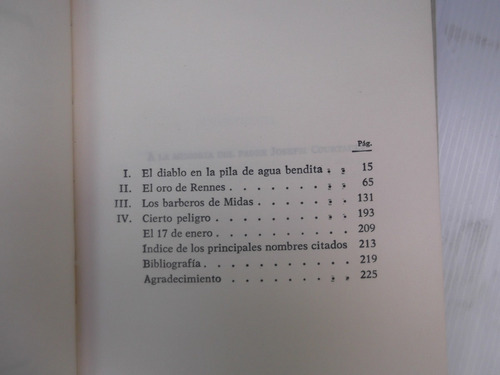 Pág.
I. El diablo en la pila de agua bendita . . 15
II. El oro de Rennes . . . . . . . . . 65
III. Los barberos de Midas . . . . . . . 131
IV. Cierto peligro . . . . . . . . . . 193
El 17 de enero . . . . . . . . . . 209
Indice de los principales nombres citados 213
Bibliografía . . . . . . . . . . . 219
Agradecimiento . . . . . . . . . 225